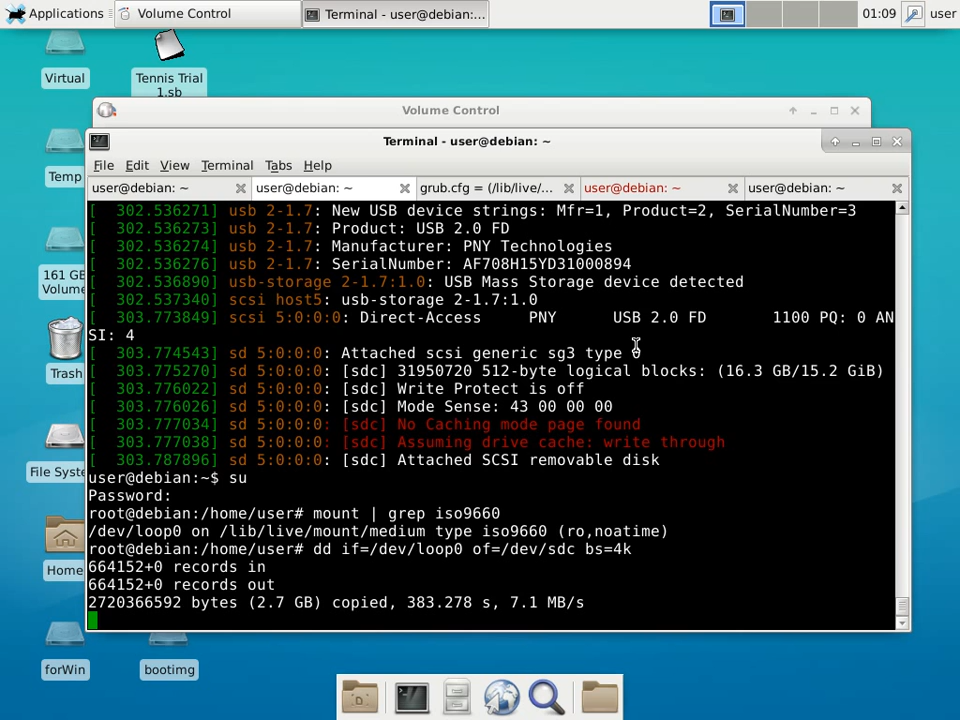 Applications
Volume Control
Terminal - user@debian:...
01:09
user
Virtual
Tennis Trial
1.sb
Temp
161 GB
Volume...
Trash
File Syste
Home
forWin
bootimg
Volume Control
Terminal - user@debian: ~
File Edit View Terminal Tabs Help
user@debian: ~
user@debian: ~
grub.cfg = (/lib/live/...
user@debian: ~
user@debian: ~
[  302.536271] usb 2-1.7: New USB device strings: Mfr=1, Product=2, SerialNumber=3
[  302.536273] usb 2-1.7: Product: USB 2.0 FD
[  302.536274] usb 2-1.7: Manufacturer: PNY Technologies
[  302.536276] usb 2-1.7: SerialNumber: AF708H15YD31000894
[  302.536890] usb-storage 2-1.7:1.0: USB Mass Storage device detected
[  302.537340] scsi host5: usb-storage 2-1.7:1.0
[  303.773849] scsi 5:0:0:0: Direct-Access     PNY      USB 2.0 FD       1100 PQ: 0 AN
SI: 4
[  303.774543] sd 5:0:0:0: Attached scsi generic sg3 type 0
[  303.775270] sd 5:0:0:0: [sdc] 31950720 512-byte logical blocks: (16.3 GB/15.2 GiB)
[  303.776022] sd 5:0:0:0: [sdc] Write Protect is off
[  303.776026] sd 5:0:0:0: [sdc] Mode Sense: 43 00 00 00
[  303.777034] sd 5:0:0:0: [sdc] No Caching mode page found
[  303.777038] sd 5:0:0:0: [sdc] Assuming drive cache: write through
[  303.787896] sd 5:0:0:0: [sdc] Attached SCSI removable disk
user@debian:~$ su
Password:
root@debian:/home/user# mount | grep iso9660
/dev/loop0 on /lib/live/mount/medium type iso9660 (ro,noatime)
root@debian:/home/user# dd if=/dev/loop0 of=/dev/sdc bs=4k
664152+0 records in
664152+0 records out
2720366592 bytes (2.7 GB) copied, 383.278 s, 7.1 MB/s